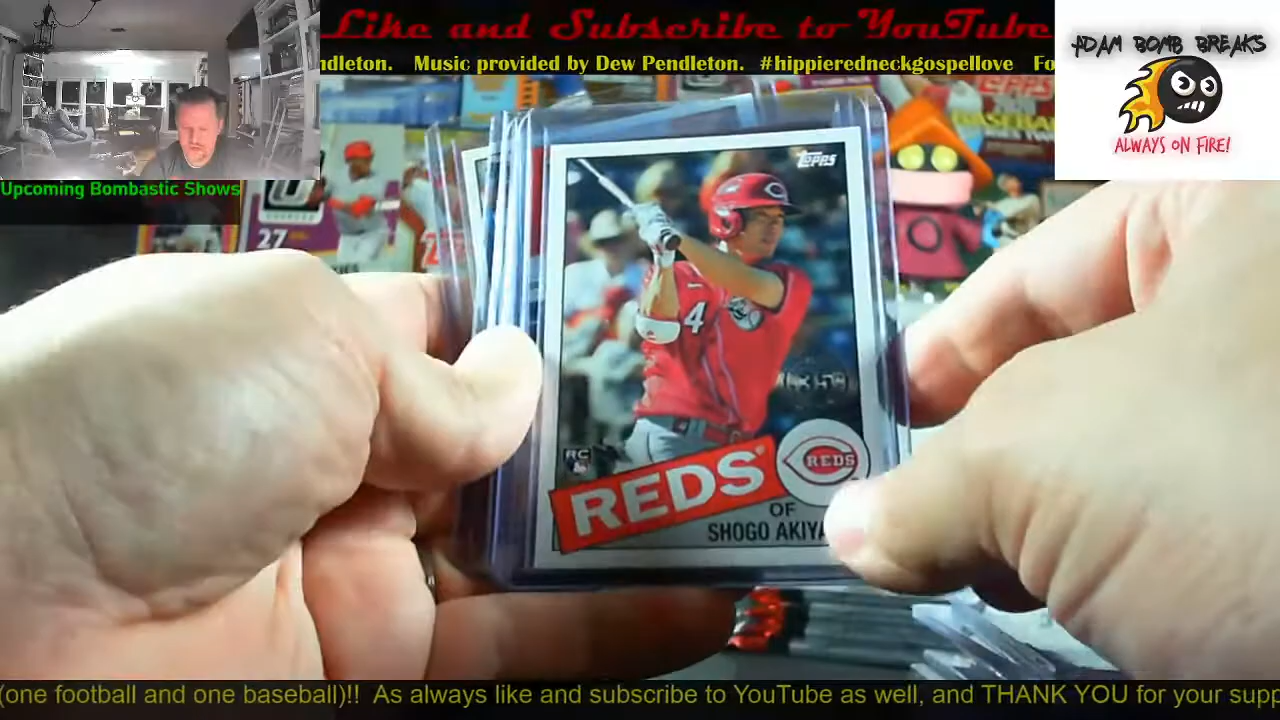 Like and Subscribe to YouTube
ndleton. Music provided by Dew Pendleton. #hippieredneckgospellove Fo
ADAM BOMB BREAKS
ALWAYS ON FIRE!
Upcoming Bombastic Shows
27
Topps
4
RC
REDS
REDS
OF
SHOGO AKIYA
(one football and one baseball)!! As always like and subscribe to YouTube as well, and THANK YOU for your supp